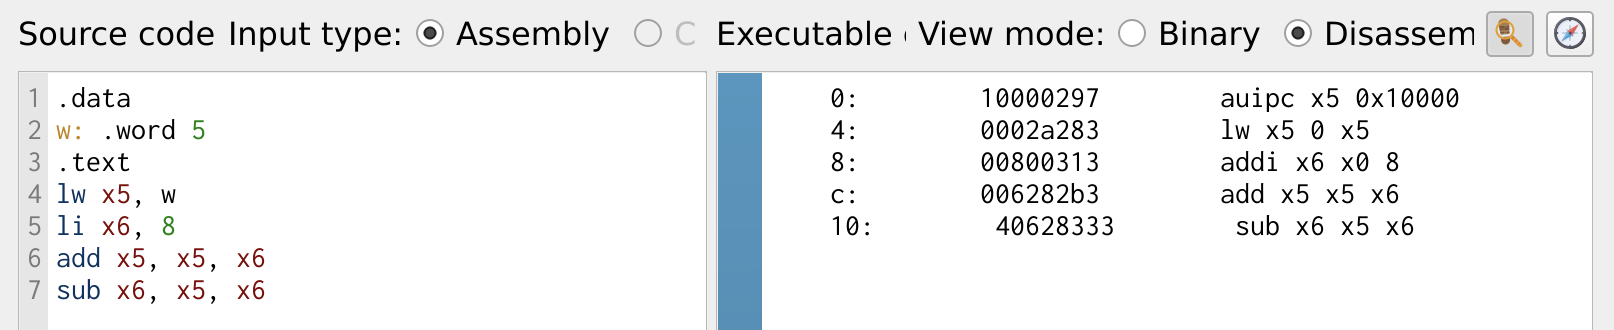 Source code Input type: Assembly C Executable View mode: Binary Disassem
1 .data
2 w: .word 5
3 .text
4 lw x5, w
5 li x6, 8
6 add x5, x5, x6
7 sub x6, x5, x6
0: 10000297 auipc x5 0x10000
4: 0002a283 lw x5 0 x5
8: 00800313 addi x6 x0 8
c: 006282b3 add x5 x5 x6
10: 40628333 sub x6 x5 x6